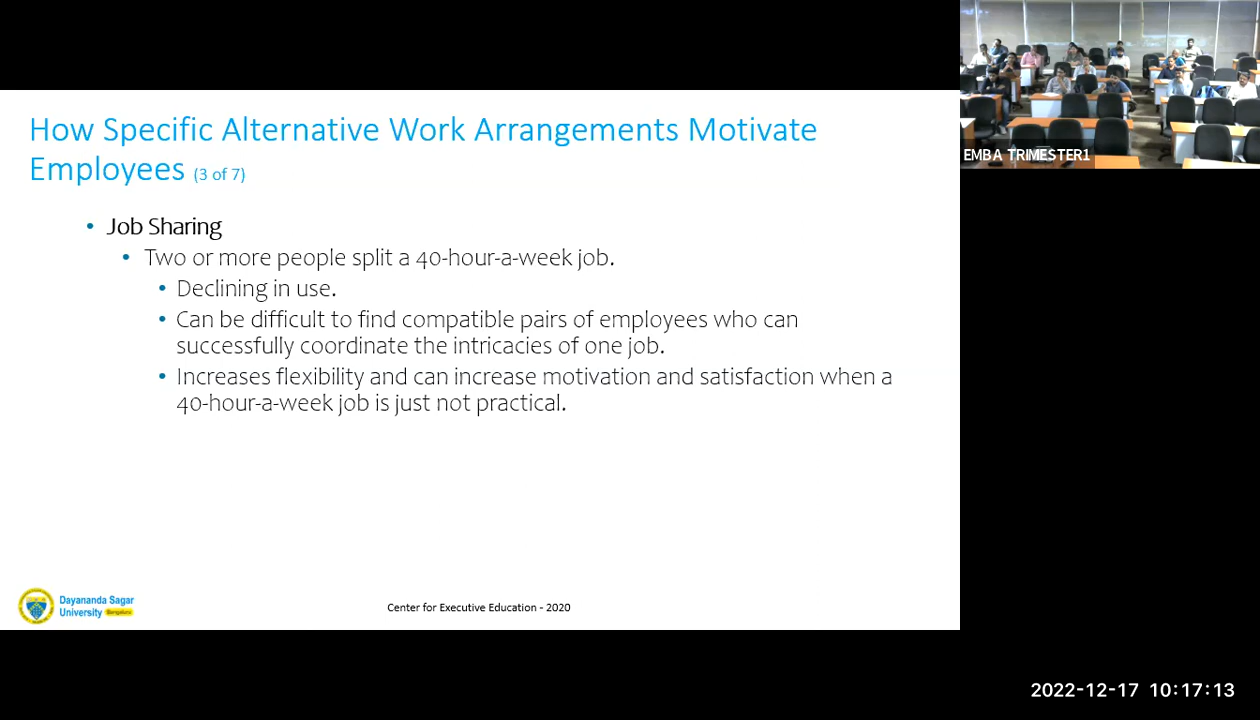 How Specific Alternative Work Arrangements Motivate
Employees (3 of 7)
• Job Sharing
• Two or more people split a 40-hour-a-week job.
• Declining in use.
• Can be difficult to find compatible pairs of employees who can
successfully coordinate the intricacies of one job.
• Increases flexibility and can increase motivation and satisfaction when a
40-hour-a-week job is just not practical.
Dayananda Sagar
University Bengaluru
Center for Executive Education - 2020
EMBA TRIMESTER1
2022-12-17 10:17:13